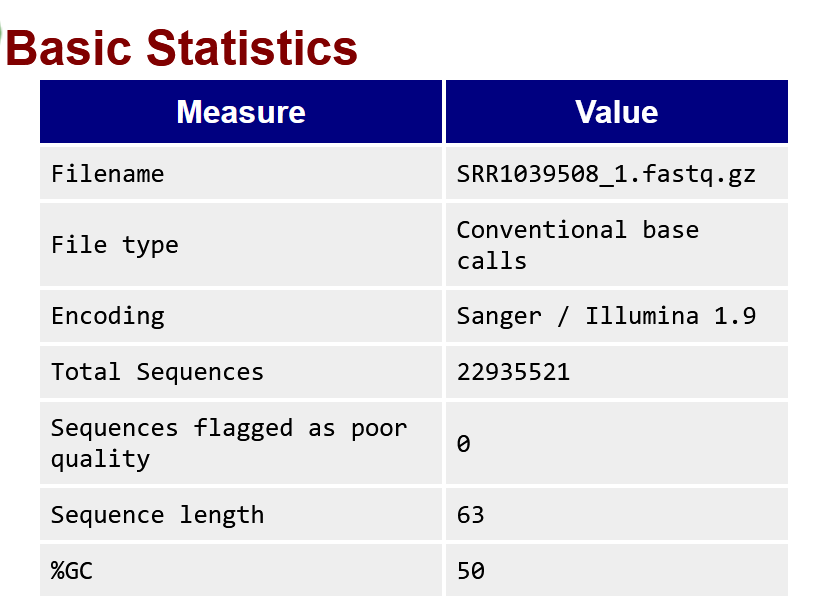 Basic Statistics
Measure Value
Filename SRR1039508_1.fastq.gz
File type Conventional base
calls
Encoding Sanger / Illumina 1.9
Total Sequences 22935521
Sequences flagged as poor
quality 0
Sequence length 63
%GC 50